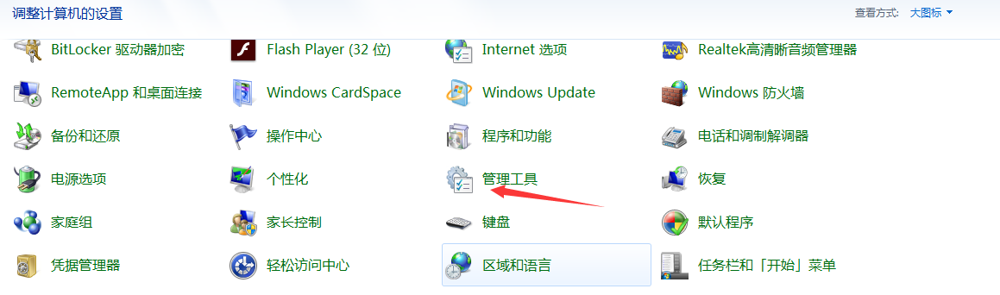 调整计算机的设置
查看方式: 大图标
BitLocker 驱动器加密
Flash Player (32 位)
Internet 选项
Realtek高清晰音频管理器
RemoteApp 和桌面连接
Windows CardSpace
Windows Update
Windows 防火墙
备份和还原
操作中心
程序和功能
电话和调制解调器
电源选项
个性化
管理工具
恢复
家庭组
家长控制
键盘
默认程序
凭据管理器
轻松访问中心
区域和语言
任务栏和「开始」菜单